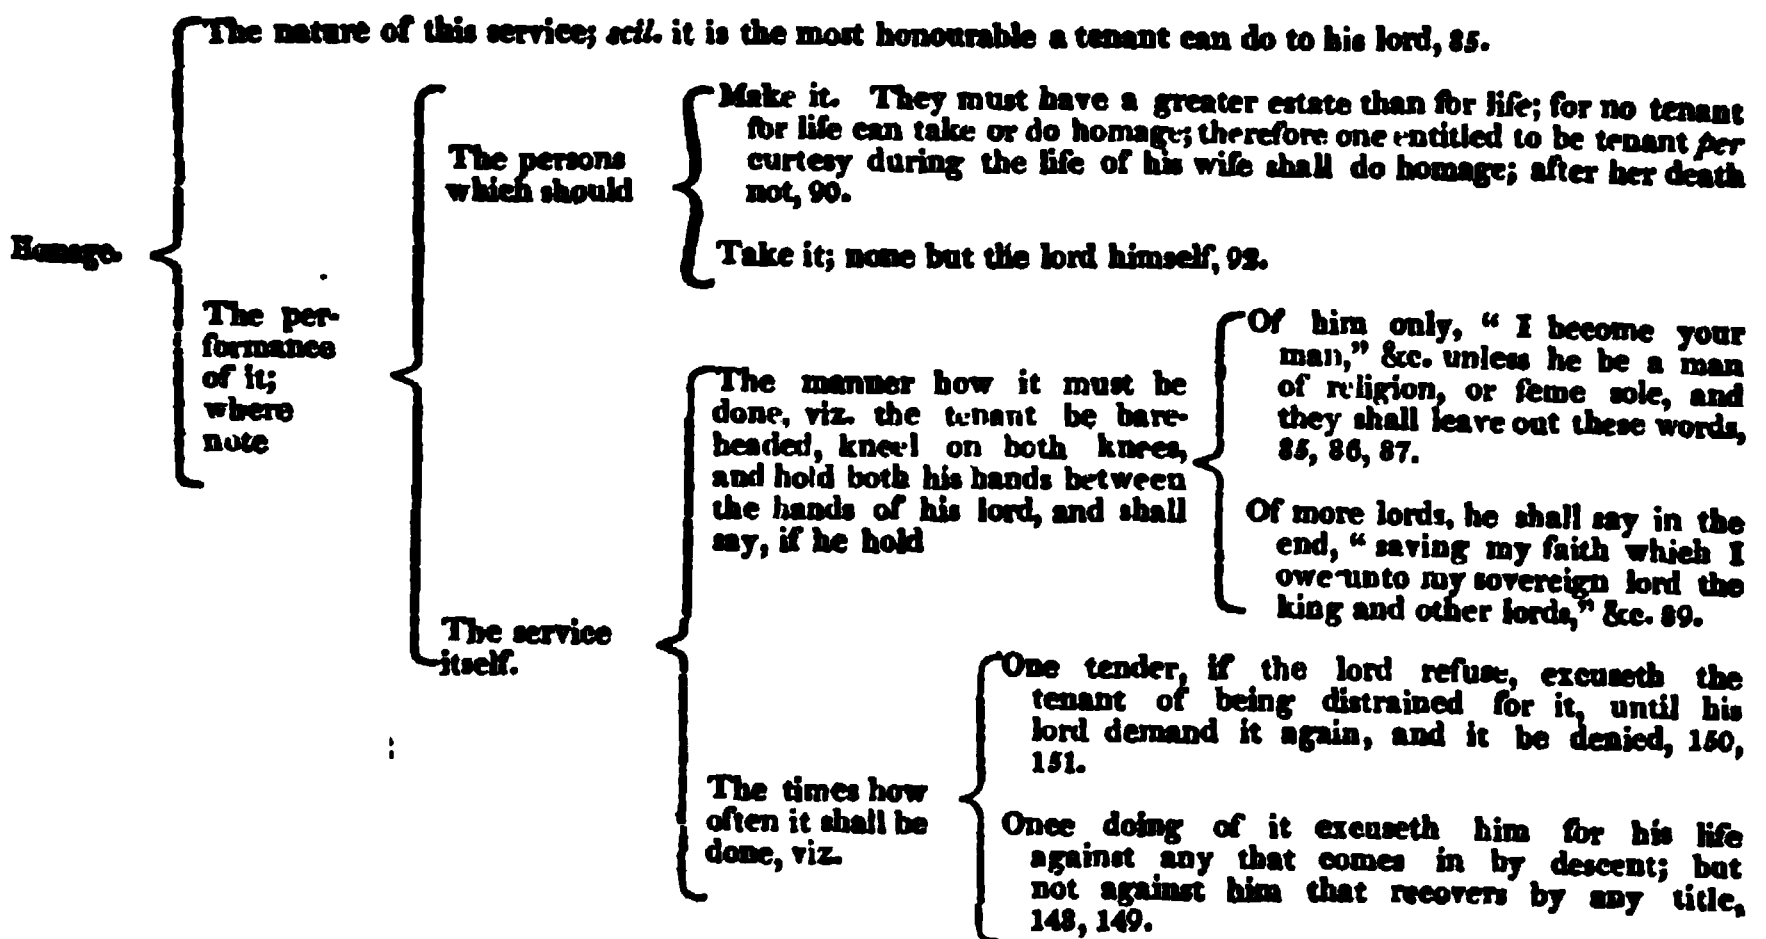 The nature of this service; scil. it is the most honourable a tenant can do to his lord, 85.
Make it. They must have a greater estate than for life; for no tenant
for life can take or do homage; therefore one entitled to be tenant per
curtesy during the life of his wife shall do homage; after her death
not, 90.
The persons
which should
Take it; none but the lord himself, 92.
Homage.
The per-
formance
of it;
where
note
Of him only, “ I become your
man,” &c. unless he be a man
of religion, or feme sole, and
they shall leave out these words,
85, 86, 87.
The manner how it must be
done, viz. the tenant be bare-
headed, kneel on both knees,
and hold both his hands between
the hands of his lord, and shall
say, if he hold
Of more lords, he shall say in the
end, “ saving my faith which I
owe unto my sovereign lord the
king and other lords,” &c. 89.
The service
itself.
One tender, if the lord refuse, excuseth the
tenant of being distrained for it, until his
lord demand it again, and it be denied, 150,
151.
The times how
often it shall be
done, viz.
Once doing of it excuseth him for his life
against any that comes in by descent; but
not against him that recovers by any title,
148, 149.